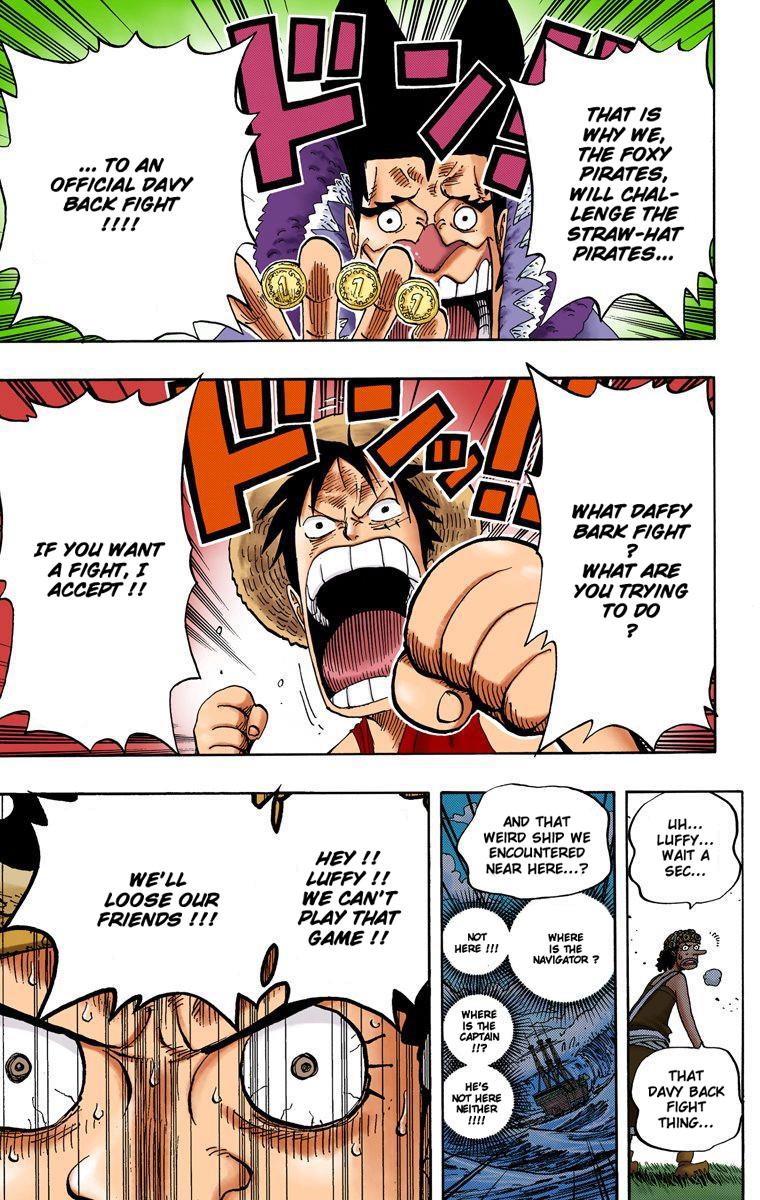 ドン!!
THAT IS
WHY WE,
THE FOXY
PIRATES,
WILL CHAL-
LENGE THE
STRAW-HAT
PIRATES...
... TO AN
OFFICIAL DAVY
BACK FIGHT
!!!!
1
1
1
ドンッ!!
WHAT DAFFY
BARK FIGHT
?
WHAT ARE
YOU TRYING
TO DO
?
IF YOU WANT
A FIGHT, I
ACCEPT !!
UH...
LUFFY...
WAIT A
SEC...
THAT
DAVY BACK
FIGHT
THING...
AND THAT
WEIRD SHIP WE
ENCOUNTERED
NEAR HERE...?
WHERE
IS THE
NAVIGATOR ?
NOT
HERE !!!
WHERE
IS THE
CAPTAIN
!!?
HE'S
NOT HERE
NEITHER
!!!!
HEY !!
LUFFY !!
WE CAN'T
PLAY THAT
GAME !!
WE'LL
LOOSE OUR
FRIENDS !!!